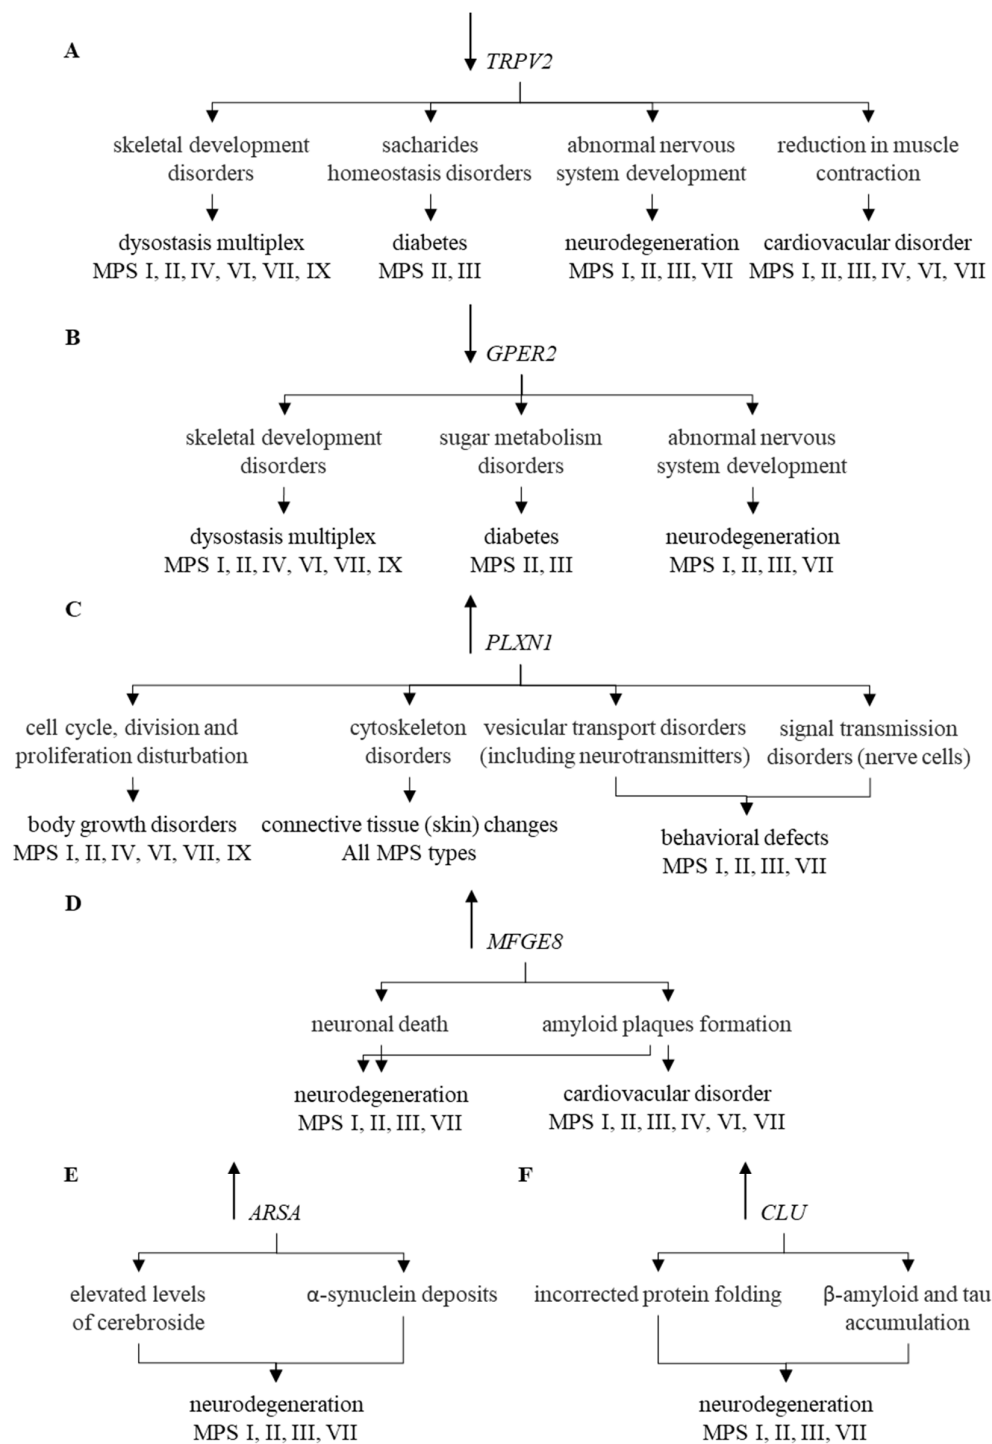 A
TRPV2
skeletal development
disorders
sacharides
homeostasis disorders
abnormal nervous
system development
reduction in muscle
contraction
dysostasis multiplex
MPS I, II, IV, VI, VII, IX
diabetes
MPS II, III
neurodegeneration
MPS I, II, III, VII
cardiovacular disorder
MPS I, II, III, IV, VI, VII
B
GPER2
skeletal development
disorders
sugar metabolism
disorders
abnormal nervous
system development
dysostasis multiplex
MPS I, II, IV, VI, VII, IX
diabetes
MPS II, III
neurodegeneration
MPS I, II, III, VII
C
PLXN1
cell cycle, division and
proliferation disturbation
cytoskeleton
disorders
vesicular transport disorders
(including neurotransmitters)
signal transmission
disorders (nerve cells)
body growth disorders
MPS I, II, IV, VI, VII, IX
connective tissue (skin) changes
All MPS types
behavioral defects
MPS I, II, III, VII
D
MFGE8
neuronal death
amyloid plaques formation
neurodegeneration
MPS I, II, III, VII
cardiovacular disorder
MPS I, II, III, IV, VI, VII
E
ARSA
elevated levels
of cerebroside
α-synuclein deposits
neurodegeneration
MPS I, II, III, VII
F
CLU
incorrected protein folding
β-amyloid and tau
accumulation
neurodegeneration
MPS I, II, III, VII